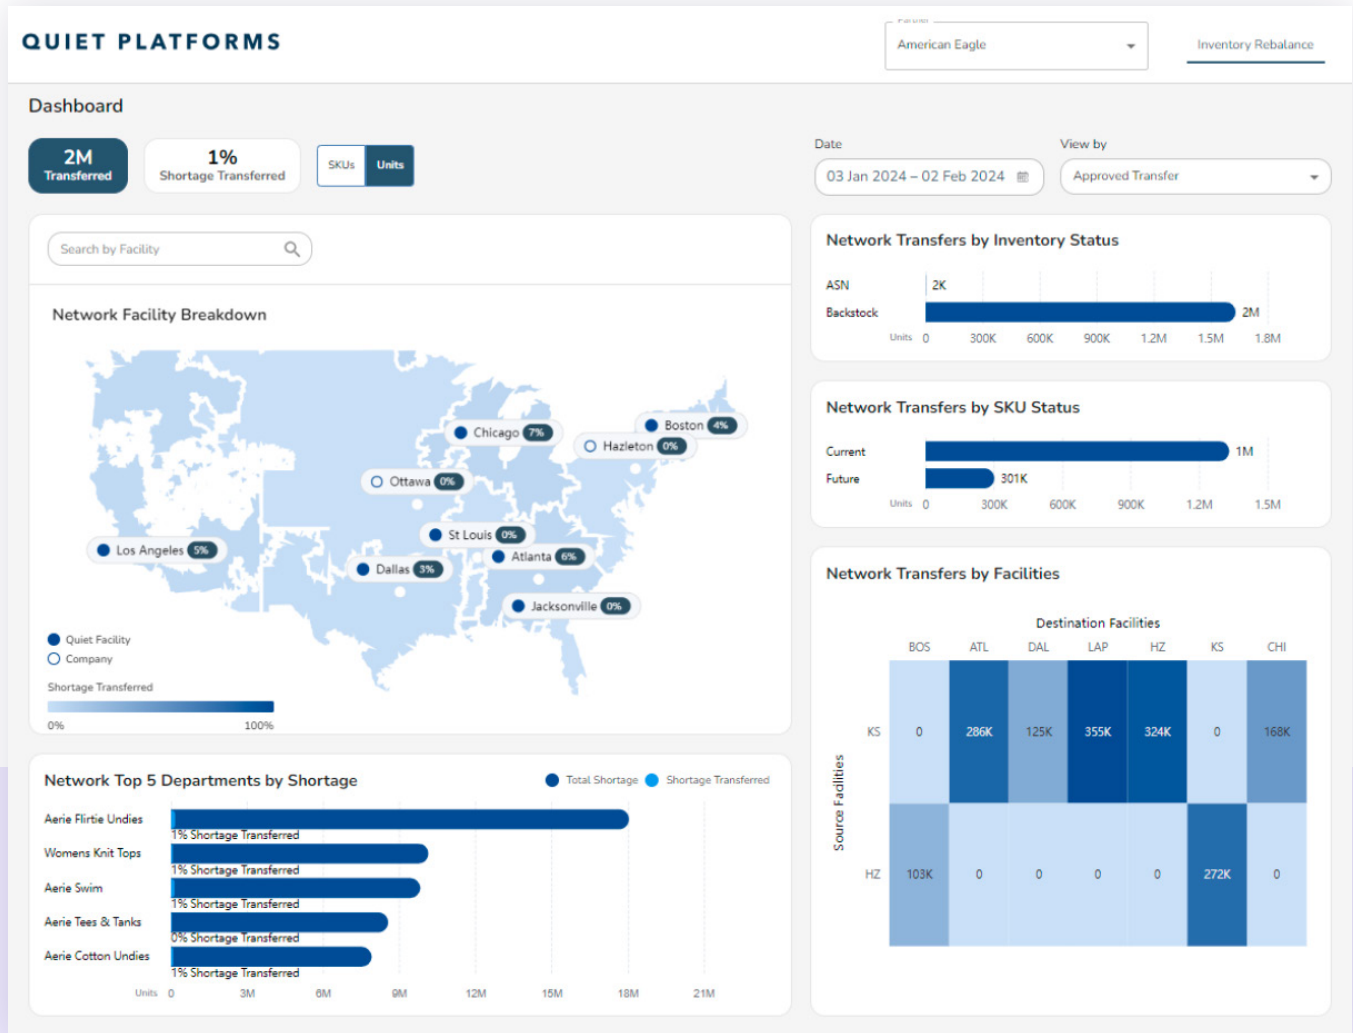 QUIET PLATFORMS
Partner
American Eagle
Inventory Rebalance
Dashboard
2M
Transferred
1%
Shortage Transferred
SKUs
Units
Date
03 Jan 2024 – 02 Feb 2024
View by
Approved Transfer
Search by Facility
Network Facility Breakdown
Chicago 7%
Boston 4%
Hazleton 0%
Ottawa 0%
St Louis 0%
Los Angeles 5%
Atlanta 6%
Dallas 3%
Jacksonville 0%
Quiet Facility
Company
Shortage Transferred
0% 100%
Network Transfers by Inventory Status
ASN 2K
Backstock 2M
Units 0 300K 600K 900K 1.2M 1.5M 1.8M
Network Transfers by SKU Status
Current 1M
Future 301K
Units 0 300K 600K 900K 1.2M 1.5M
Network Transfers by Facilities
Destination Facilities
BOS ATL DAL LAP HZ KS CHI
Source Facilities
KS 0 286K 125K 355K 324K 0 168K
HZ 103K 0 0 0 0 272K 0
Network Top 5 Departments by Shortage
Total Shortage Shortage Transferred
Aerie Flirtie Undies
1% Shortage Transferred
Womens Knit Tops
1% Shortage Transferred
Aerie Swim
1% Shortage Transferred
Aerie Tees & Tanks
0% Shortage Transferred
Aerie Cotton Undies
1% Shortage Transferred
Units 0 3M 6M 9M 12M 15M 18M 21M